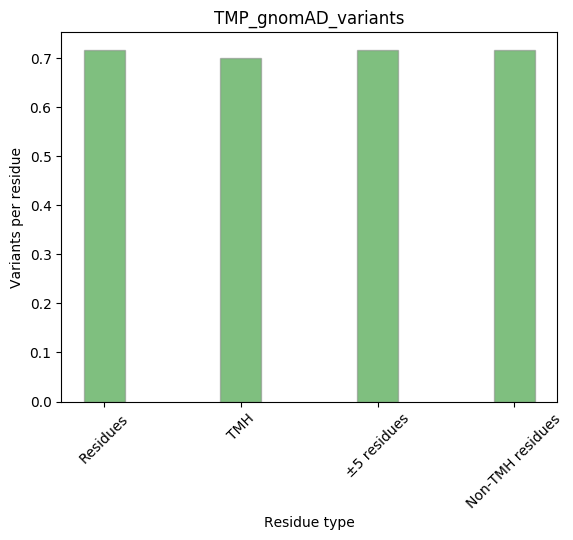 TMP_gnomAD_variants
Variants per residue
0.7
0.6
0.5
0.4
0.3
0.2
0.1
0.0
Residues
TMH
±5 residues
Non-TMH residues
Residue type